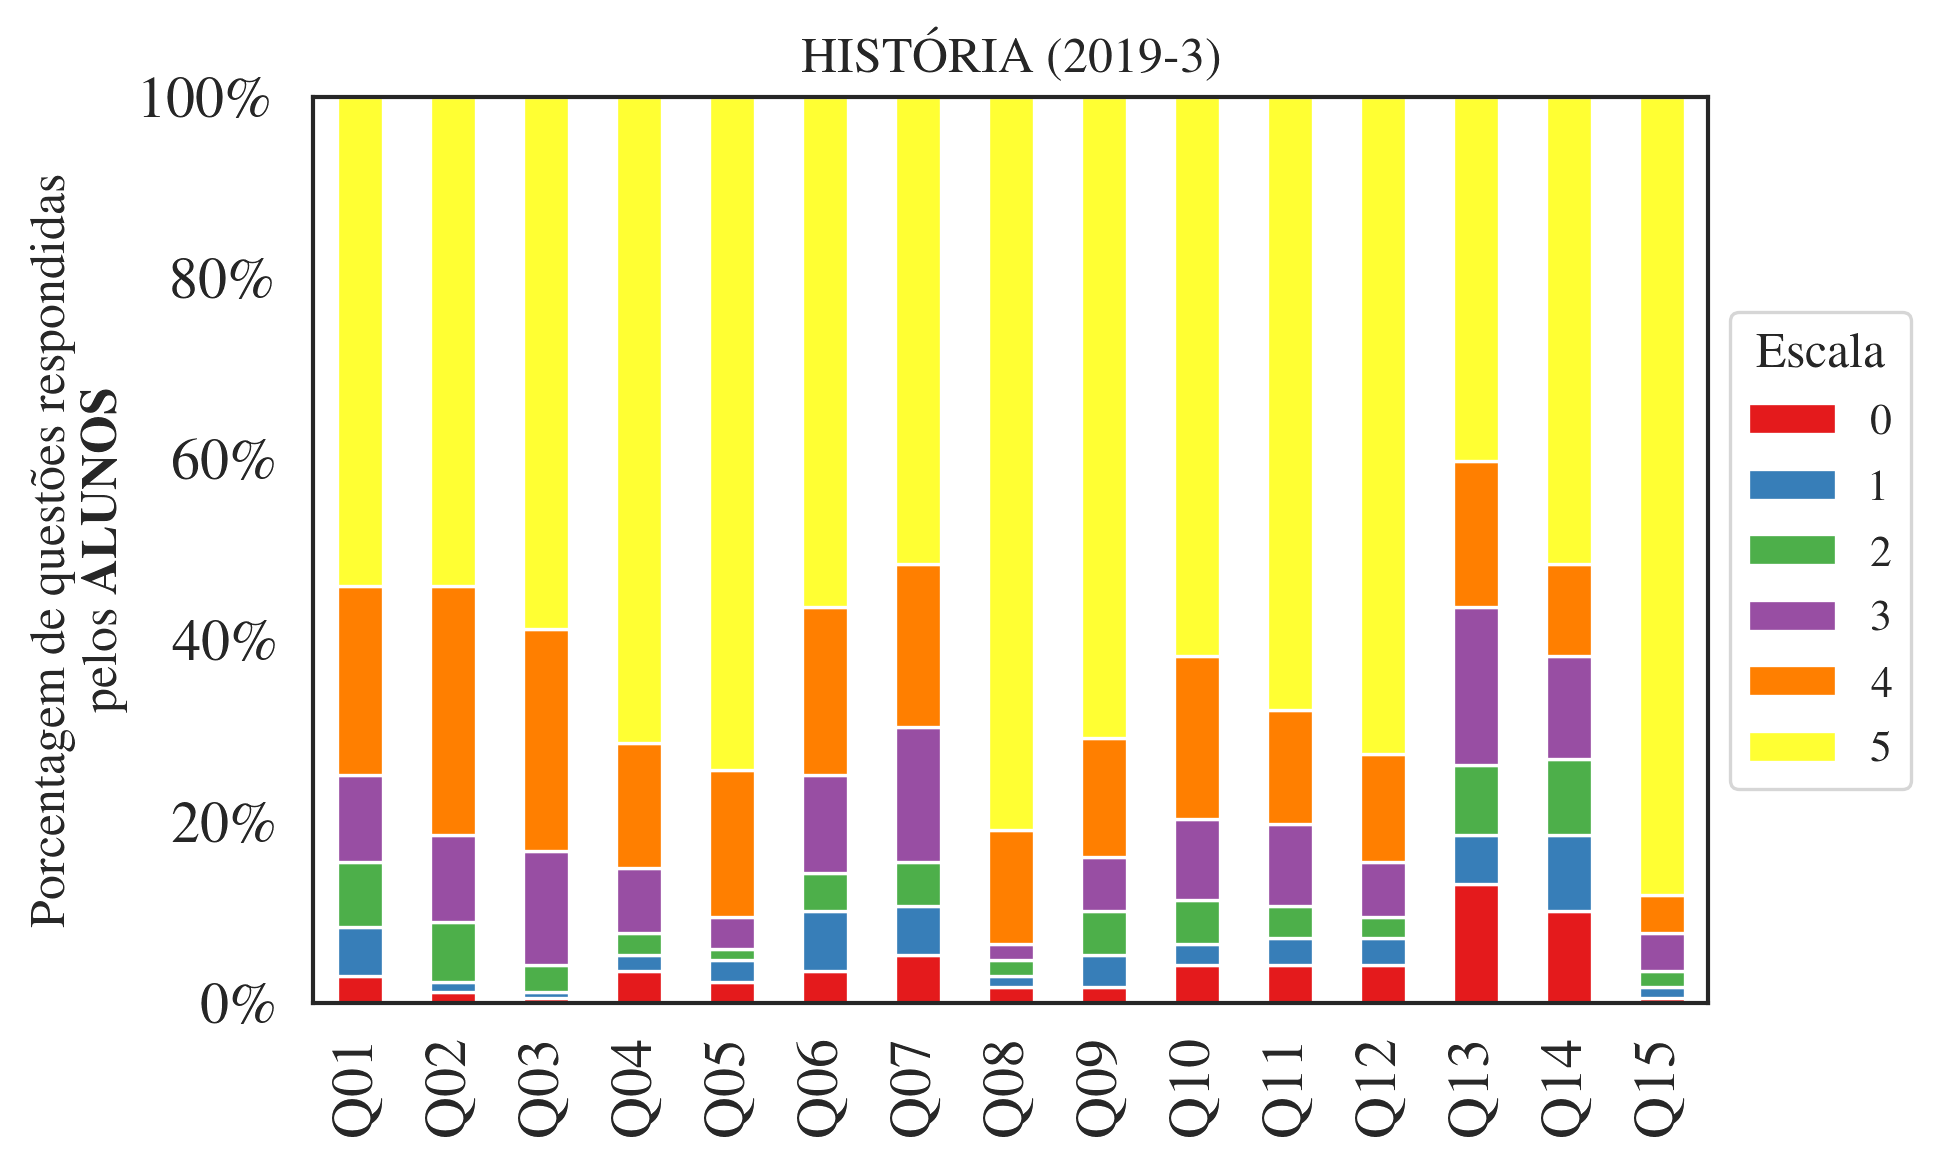 HISTÓRIA (2019-3)
100%
80%
60%
40%
20%
0%
Porcentagem de questões respondidas
pelos ALUNOS
Q01
Q02
Q03
Q04
Q05
Q06
Q07
Q08
Q09
Q10
Q11
Q12
Q13
Q14
Q15
Escala
0
1
2
3
4
5